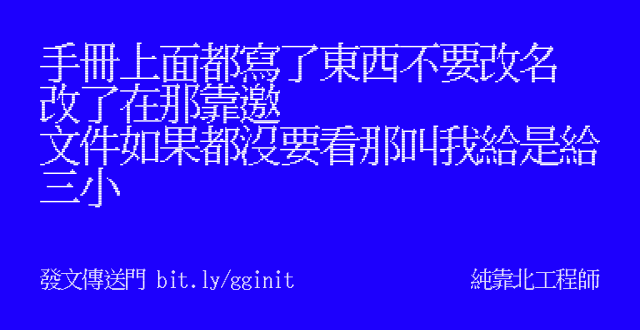 手冊上面都寫了東西不要改名
改了在那靠邀
文件如果都沒要看那叫我給是給
三小
發文傳送門 bit.ly/gginit
純靠北工程師